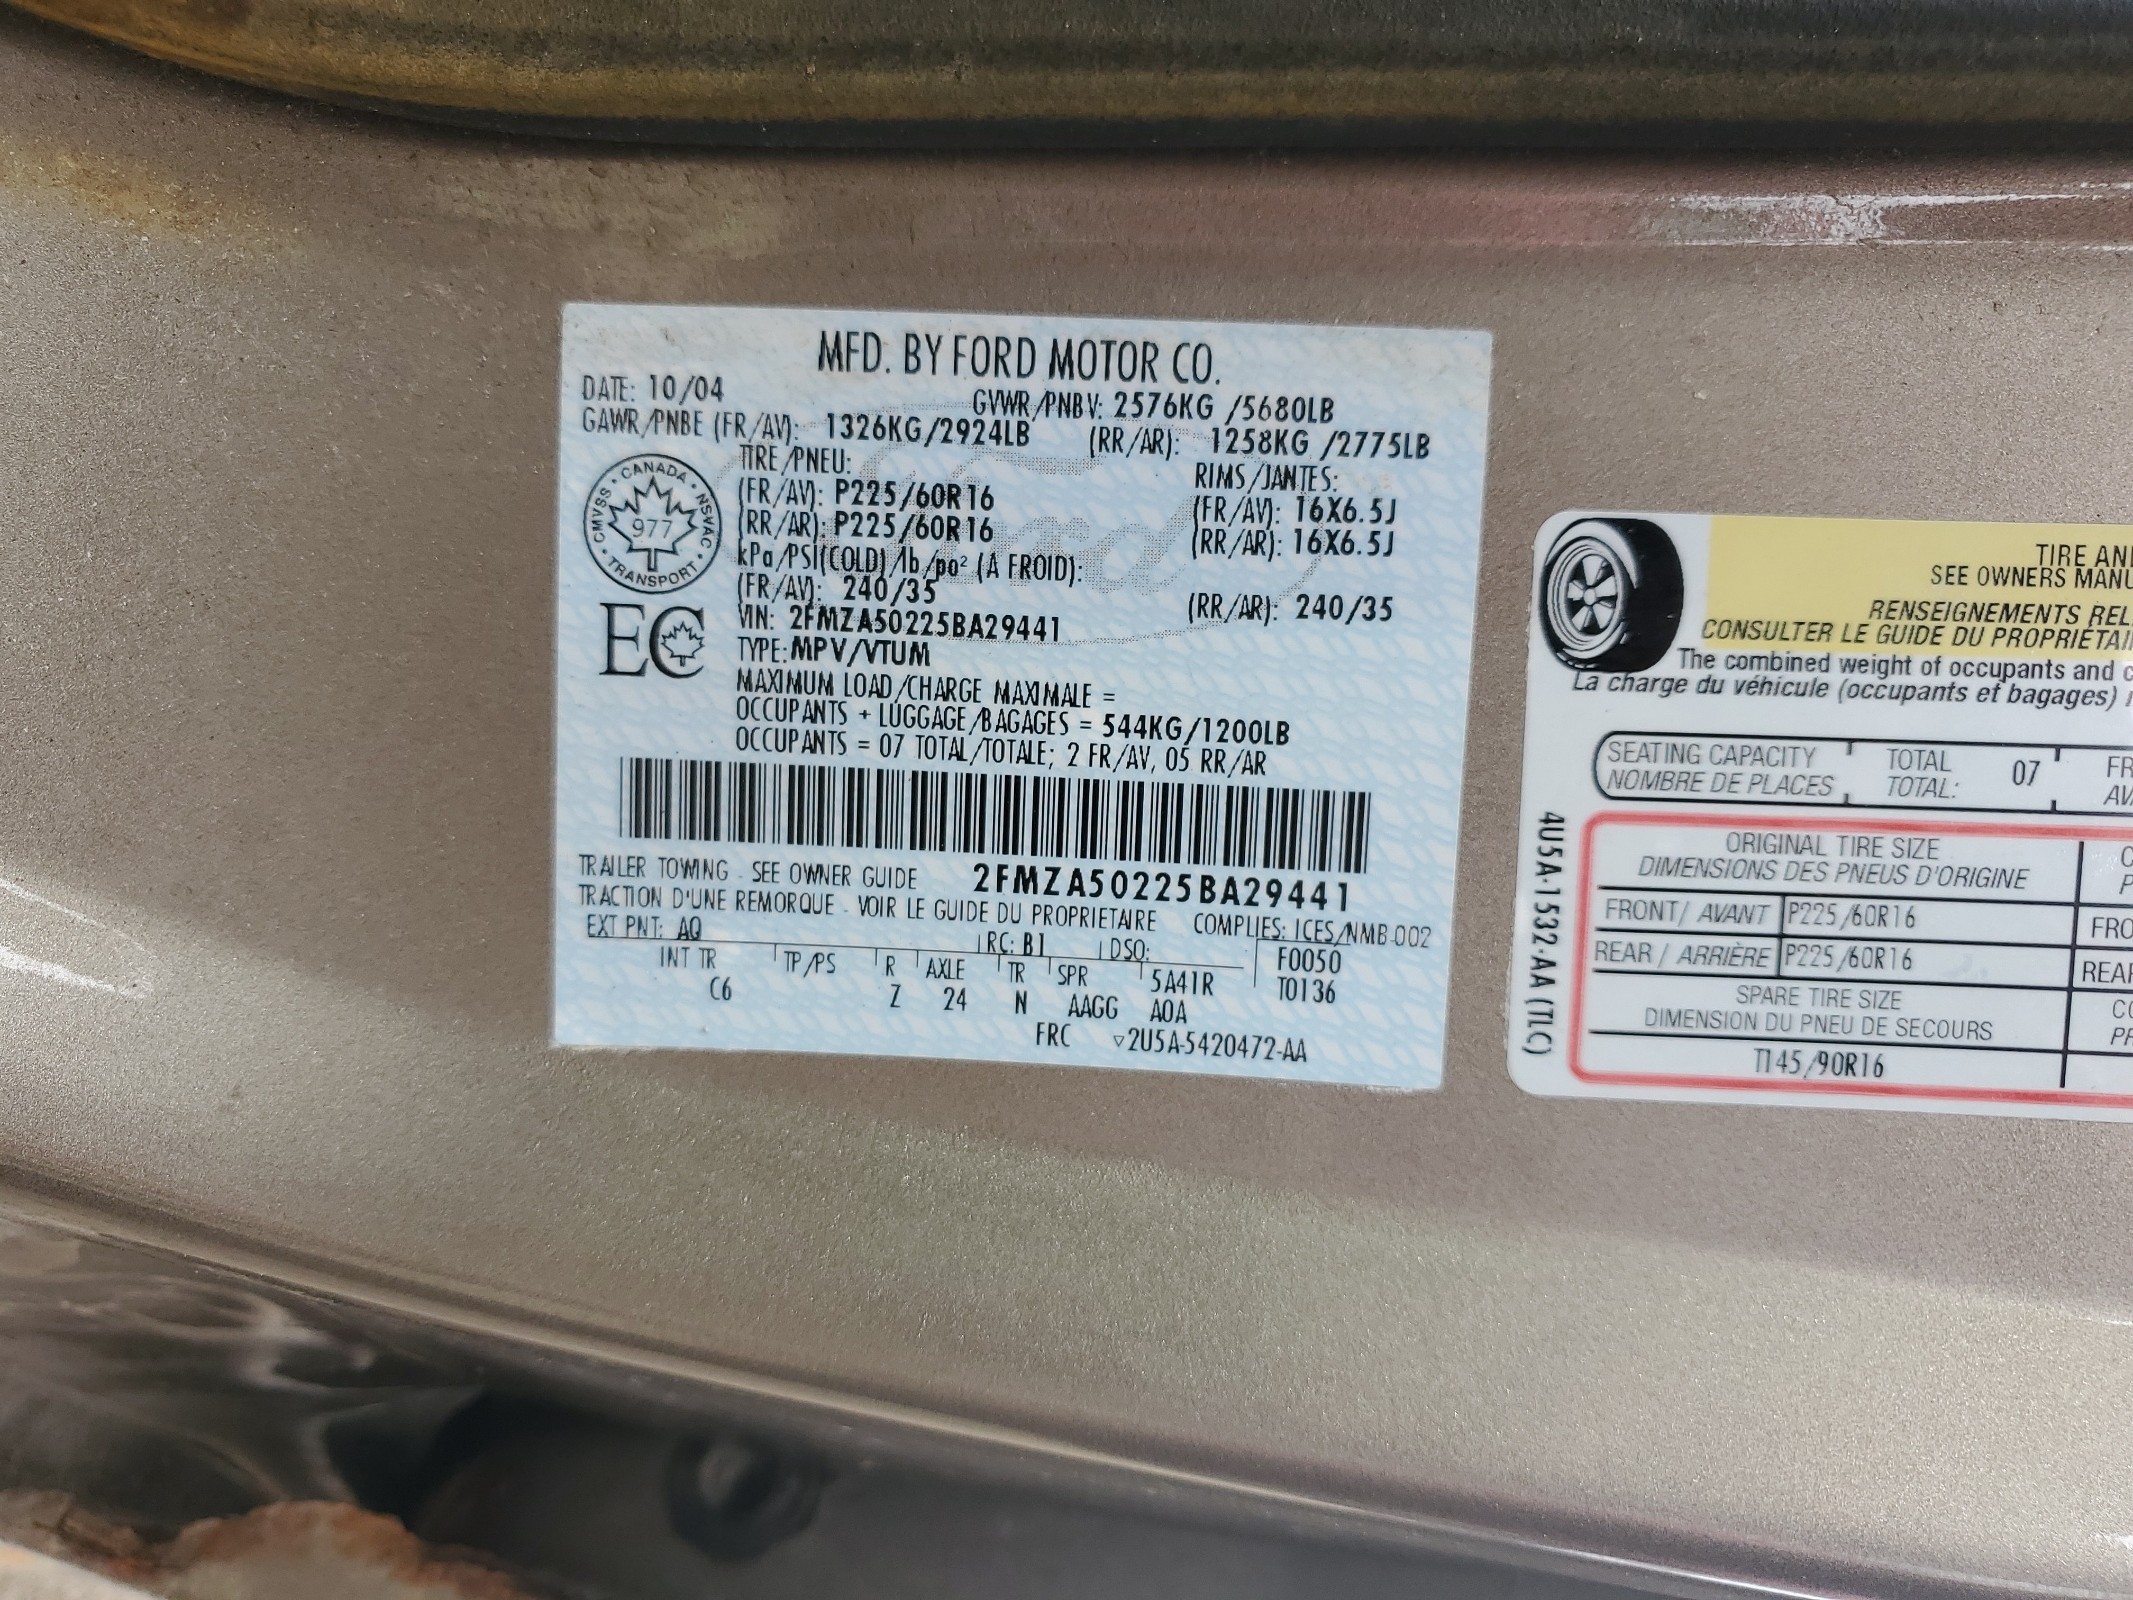 MFD. BY FORD MOTOR CO.
DATE: 10/04
GVWR/PNBV: 2576KG /5680LB
GAWR/PNBE (FR/AV): 1326KG/2924LB (RR/AR): 1258KG /2775LB
TIRE/PNEU: RIMS/JANTES:
(FR/AV): P225/60R16 (FR/AV): 16X6.5J
(RR/AR): P225/60R16 (RR/AR): 16X6.5J
kPa/PSI(COLD)/lb/po² (A FROID):
(FR/AV): 240/35 (RR/AR): 240/35
VIN: 2FMZA50225BA29441
TYPE: MPV/VTUM
MAXIMUM LOAD/CHARGE MAXIMALE =
OCCUPANTS + LUGGAGE/BAGAGES = 544KG/1200LB
OCCUPANTS = 07 TOTAL/TOTALE; 2 FR/AV, 05 RR/AR
CANADA · NSVAC · TRANSPORT · CMVSS ·
977
EC
TRAILER TOWING - SEE OWNER GUIDE 2FMZA50225BA29441
TRACTION D'UNE REMORQUE - VOIR LE GUIDE DU PROPRIETAIRE COMPLIES: ICES/NMB-002
EXT PNT: AQ RC: B1 DSO: F0050
INT TR TP/PS R AXLE TR SPR 5A41R T0136
C6 Z 24 N AAGG A0A
FRC ▿2U5A-5420472-AA
TIRE AN
SEE OWNERS MANU
RENSEIGNEMENTS REL
CONSULTER LE GUIDE DU PROPRIÉTAI
The combined weight of occupants and c
La charge du véhicule (occupants et bagages)
SEATING CAPACITY TOTAL 07 FR
NOMBRE DE PLACES TOTAL: AV
ORIGINAL TIRE SIZE
DIMENSIONS DES PNEUS D'ORIGINE
FRONT/ AVANT P225/60R16 FRO
REAR / ARRIÈRE P225/60R16 REAR
SPARE TIRE SIZE
DIMENSION DU PNEU DE SECOURS
T145/90R16
4U5A-1532-AA (TLC)